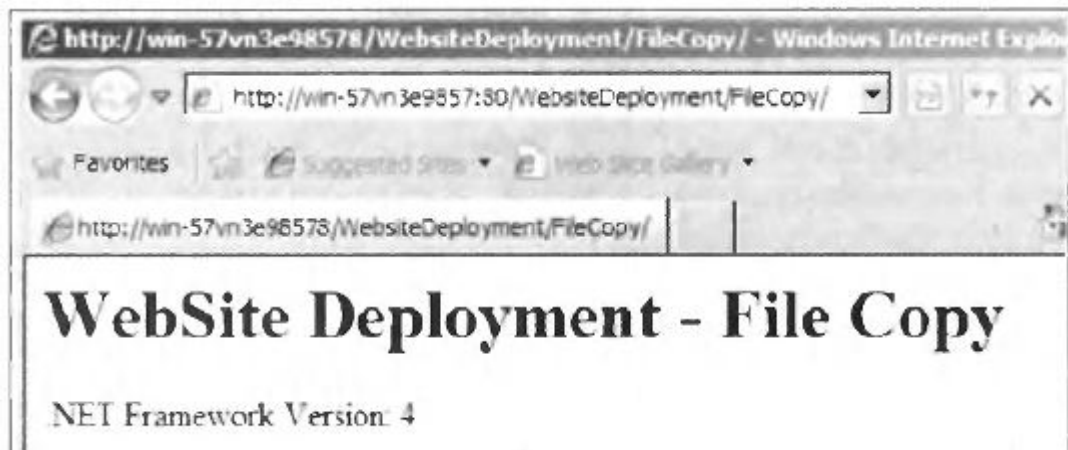 http://win-57vn3e98578/WebsiteDeployment/FileCopy/ - Windows Internet Explo
http://win-57vn3e9857:80/WebsiteDeployment/FileCopy/
Favorites Suggested Sites Web Slice Gallery
http://win-57vn3e98578/WebsiteDeployment/FileCopy/
WebSite Deployment - File Copy
.NET Framework Version: 4